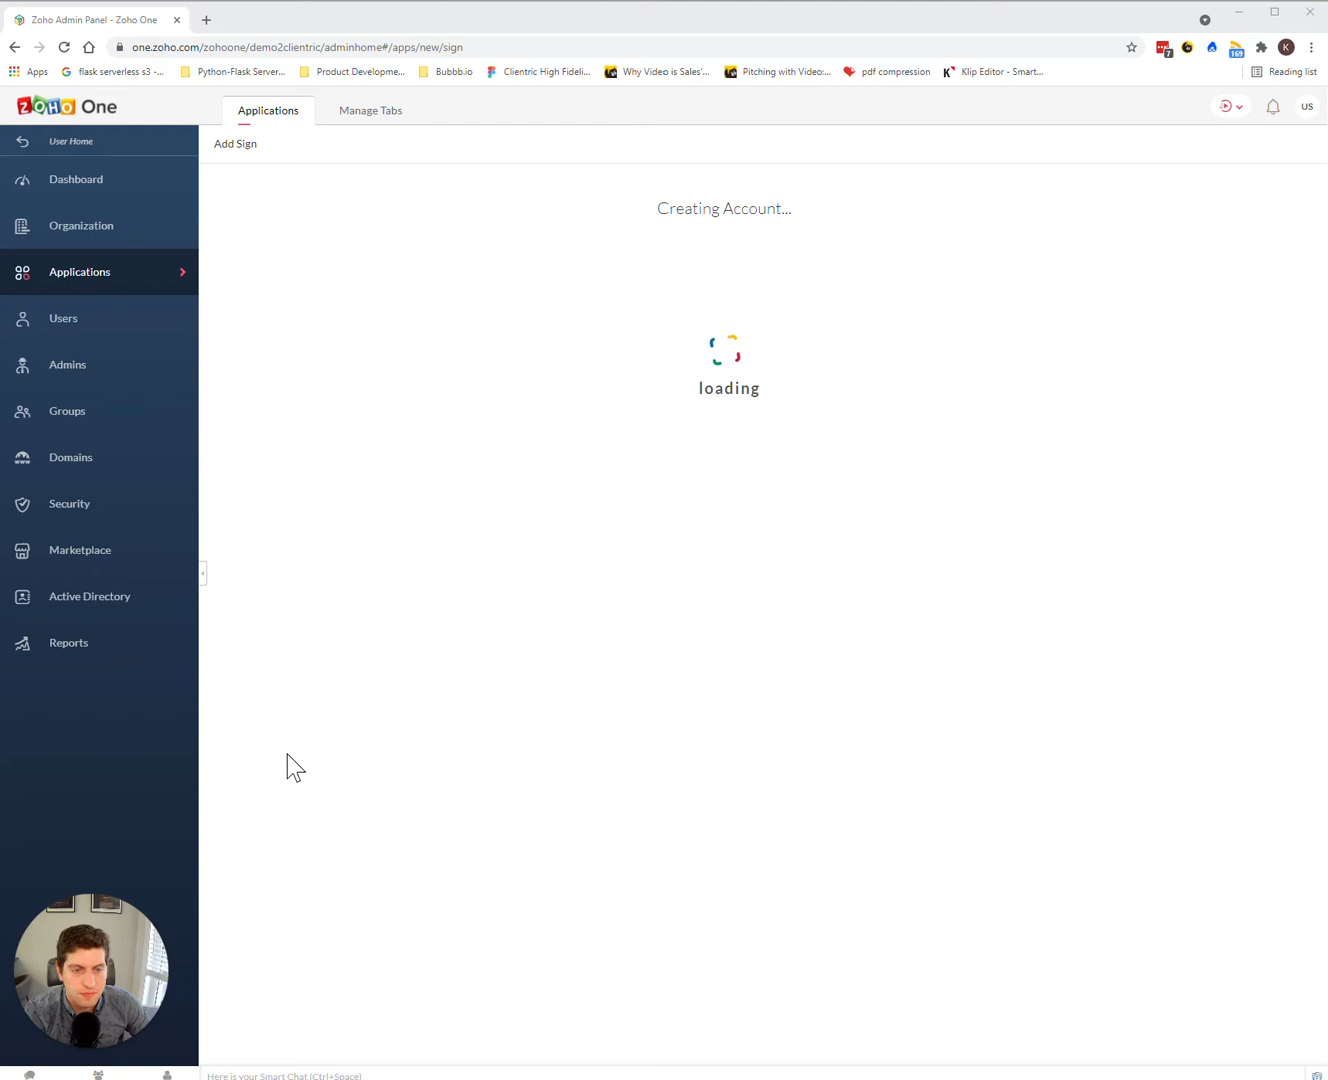 Zoho Admin Panel - Zoho One
one.zoho.com/zohoone/demo2clientric/adminhome#/apps/new/sign
7
169
K
Apps
flask serverless s3 -...
Python-Flask Server...
Product Developme...
Bubbb.io
Clientric High Fideli...
Why Video is Sales'...
Pitching with Video:...
pdf compression
Klip Editor - Smart...
Reading list
ZOHO One
Applications
Manage Tabs
US
User Home
Add Sign
Dashboard
Creating Account...
Organization
Applications
Users
loading
Admins
Groups
Domains
Security
Marketplace
Active Directory
Reports
Here is your Smart Chat (Ctrl+Space)